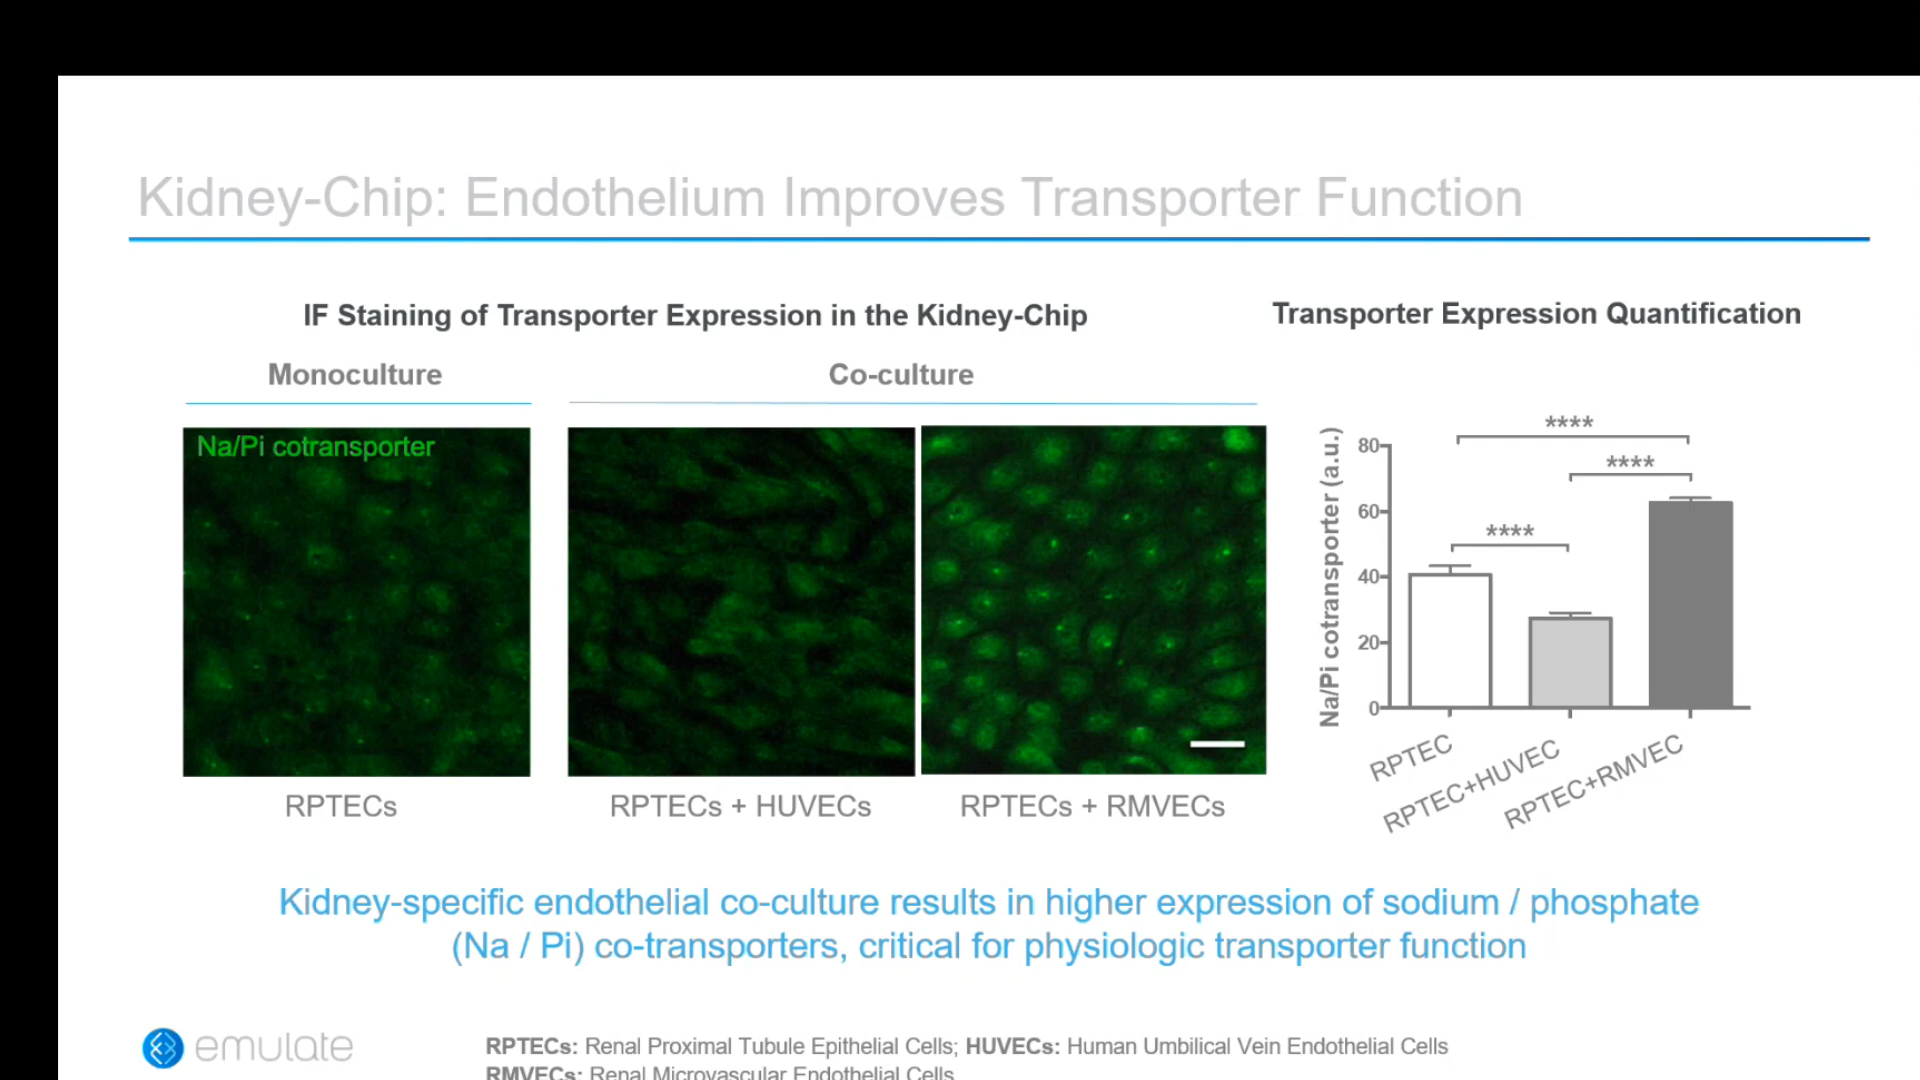 Kidney-Chip: Endothelium Improves Transporter Function
IF Staining of Transporter Expression in the Kidney-Chip
Monoculture
Co-culture
Na/Pi cotransporter
RPTECs
RPTECs + HUVECs
RPTECs + RMVECs
Transporter Expression Quantification
Na/Pi cotransporter (a.u.)
80
60
40
20
0
****
****
****
RPTEC
RPTEC+HUVEC
RPTEC+RMVEC
Kidney-specific endothelial co-culture results in higher expression of sodium / phosphate
(Na / Pi) co-transporters, critical for physiologic transporter function
emulate
RPTECs: Renal Proximal Tubule Epithelial Cells; HUVECs: Human Umbilical Vein Endothelial Cells
RMVECs: Renal Microvascular Endothelial Cells